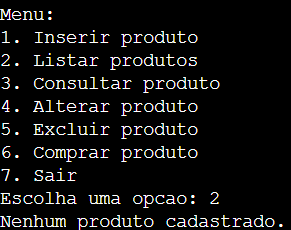 Menu:
1. Inserir produto
2. Listar produtos
3. Consultar produto
4. Alterar produto
5. Excluir produto
6. Comprar produto
7. Sair
Escolha uma opcao: 2
Nenhum produto cadastrado.